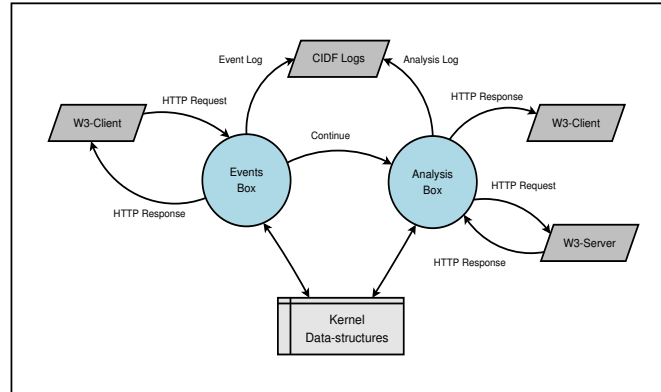 Event Log
CIDF Logs
Analysis Log
HTTP Request
HTTP Response
W3-Client
W3-Client
Continue
Events
Box
Analysis
Box
HTTP Request
HTTP Response
W3-Server
HTTP Response
Kernel
Data-structures